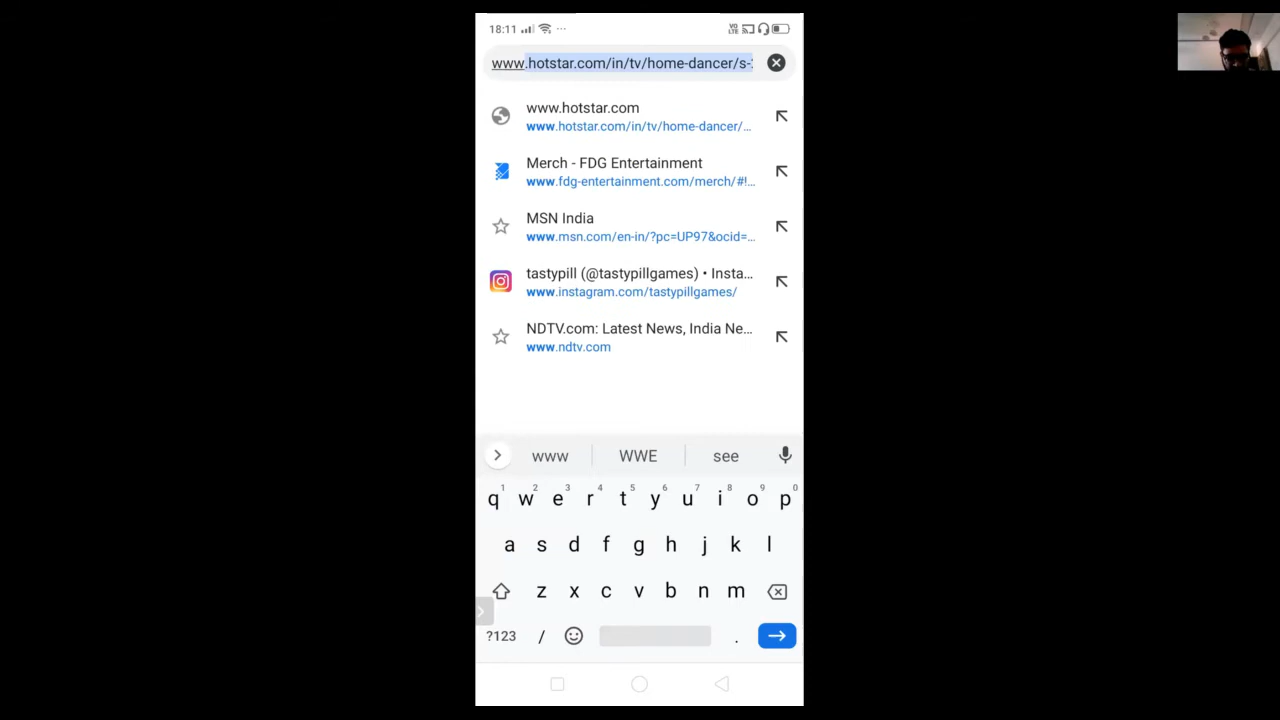 18:11 ... VO LTE
www.hotstar.com/in/tv/home-dancer/s-
www.hotstar.com
www.hotstar.com/in/tv/home-dancer/...
Merch - FDG Entertainment
www.fdg-entertainment.com/merch/#!...
MSN India
www.msn.com/en-in/?pc=UP97&ocid=...
tastypill (@tastypillgames) • Insta...
www.instagram.com/tastypillgames/
NDTV.com: Latest News, India Ne...
www.ndtv.com
www WWE see
1 2 3 4 5 6 7 8 9 0
q w e r t y u i o p
a s d f g h j k l
z x c v b n m
?123 / .